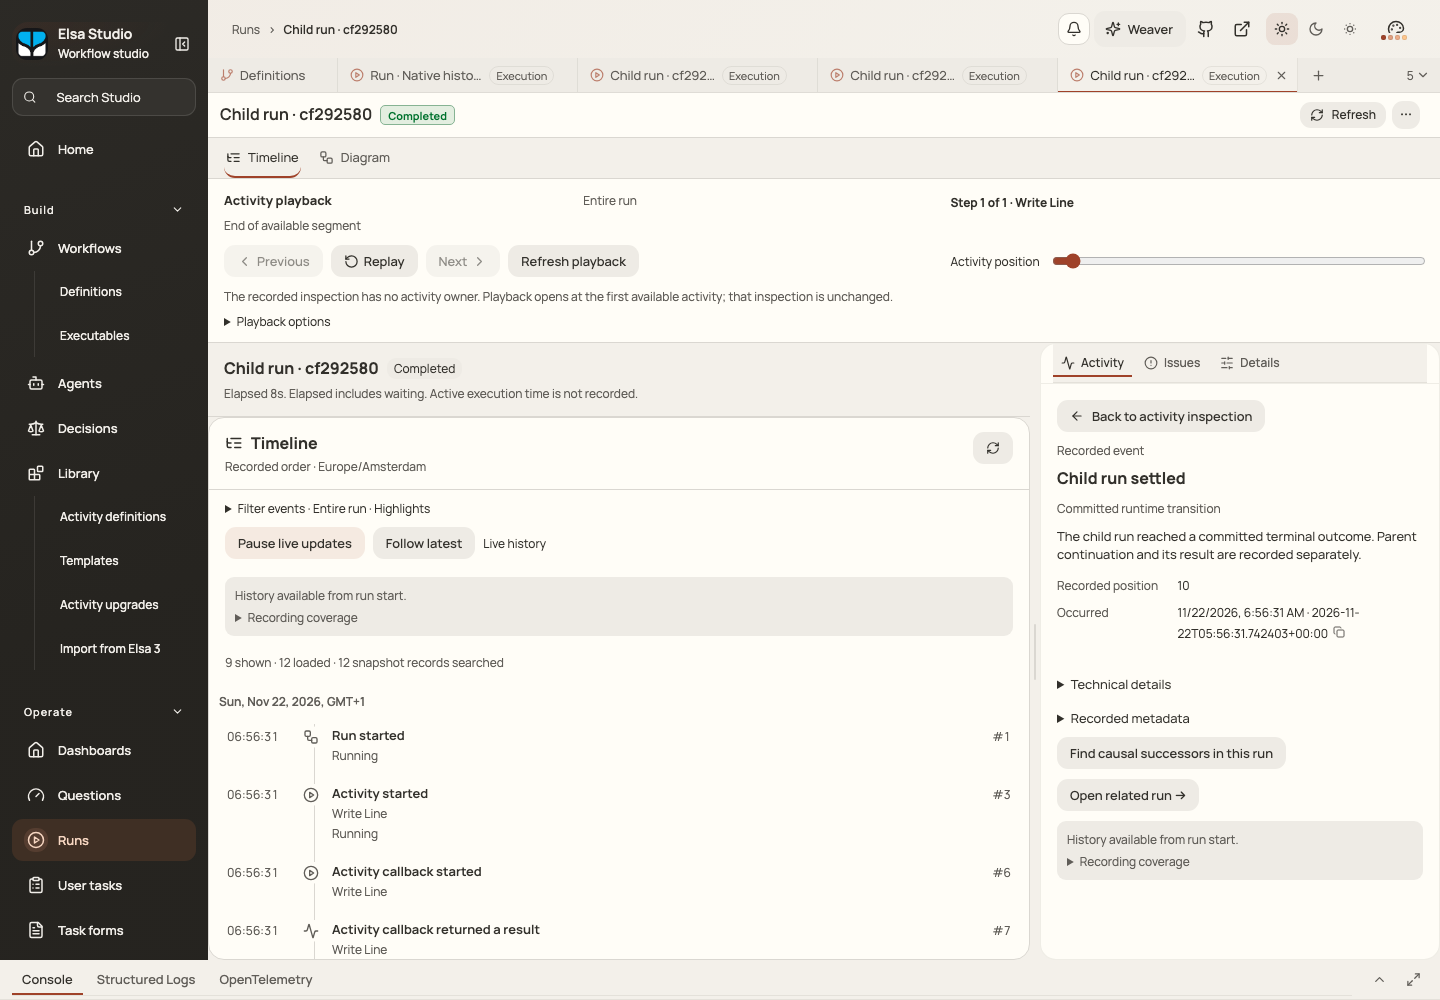 Elsa Studio
Workflow studio
Search Studio
Home
Build
Workflows
Definitions
Executables
Agents
Decisions
Library
Activity definitions
Templates
Activity upgrades
Import from Elsa 3
Operate
Dashboards
Questions
Runs
User tasks
Task forms
Runs › Child run · cf292580
Weaver
Definitions
Run · Native histo... Execution
Child run · cf292... Execution
Child run · cf292... Execution
Child run · cf292... Execution
5
Child run · cf292580 Completed
Refresh
Timeline
Diagram
Activity playback
Entire run
Step 1 of 1 · Write Line
End of available segment
Previous
Replay
Next
Refresh playback
Activity position
The recorded inspection has no activity owner. Playback opens at the first available activity; that inspection is unchanged.
Playback options
Child run · cf292580 Completed
Elapsed 8s. Elapsed includes waiting. Active execution time is not recorded.
Timeline
Recorded order · Europe/Amsterdam
Filter events · Entire run · Highlights
Pause live updates
Follow latest
Live history
History available from run start.
Recording coverage
9 shown · 12 loaded · 12 snapshot records searched
Sun, Nov 22, 2026, GMT+1
06:56:31 Run started #1
Running
06:56:31 Activity started #3
Write Line
Running
06:56:31 Activity callback started #6
Write Line
06:56:31 Activity callback returned a result #7
Write Line
Activity
Issues
Details
Back to activity inspection
Recorded event
Child run settled
Committed runtime transition
The child run reached a committed terminal outcome. Parent
continuation and its result are recorded separately.
Recorded position 10
Occurred 11/22/2026, 6:56:31 AM · 2026-11-
22T05:56:31.742403+00:00
Technical details
Recorded metadata
Find causal successors in this run
Open related run →
History available from run start.
Recording coverage
Console
Structured Logs
OpenTelemetry